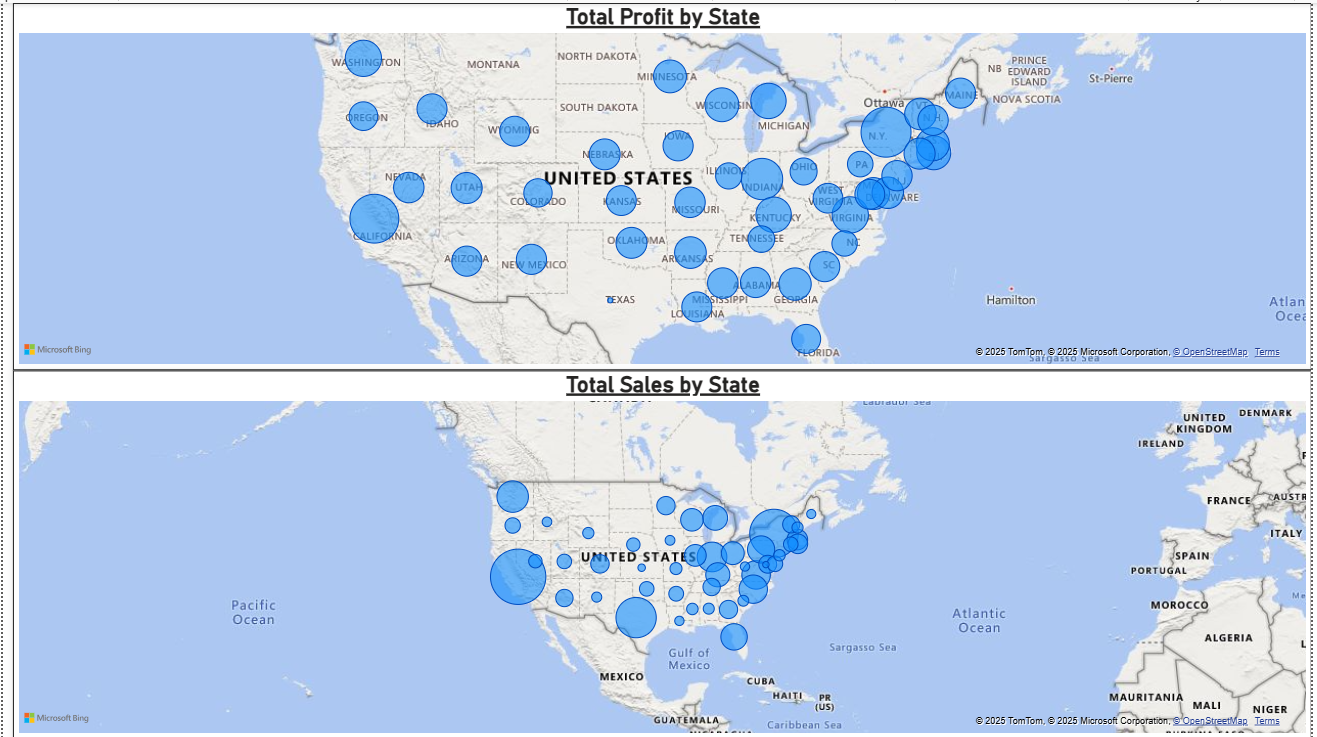 Total Profit by State
WASHINGTON
MONTANA
NORTH DAKOTA
MINNESOTA
OREGON
IDAHO
SOUTH DAKOTA
WISCONSIN
MICHIGAN
WYOMING
Ottawa
VT
N.H.
MAINE
NB
PRINCE
EDWARD
ISLAND
NOVA SCOTIA
St-Pierre
NEBRASKA
IOWA
N.Y.
NEVADA
UTAH
COLORADO
UNITED STATES
KANSAS
MISSOURI
ILLINOIS
INDIANA
OHIO
PA
WEST
VIRGINIA
KENTUCKY
VIRGINIA
CALIFORNIA
ARIZONA
NEW MEXICO
OKLAHOMA
ARKANSAS
TENNESSEE
NC
SC
TEXAS
LOUISIANA
MISSISSIPPI
ALABAMA
GEORGIA
FLORIDA
Hamilton
Microsoft Bing
© 2025 TomTom, © 2025 Microsoft Corporation, © OpenStreetMap Terms
Sargasso Sea
Total Sales by State
Labrador Sea
UNITED
KINGDOM
DENMARK
IRELAND
FRANCE
ITALY
SPAIN
PORTUGAL
MOROCCO
ALGERIA
MAURITANIA
MALI
NIGER
UNITED STATES
Pacific
Ocean
Atlantic
Ocean
Sargasso Sea
Gulf of
Mexico
MEXICO
CUBA
HAITI
PR
(US)
GUATEMALA
Caribbean Sea
Microsoft Bing
© 2025 TomTom, © 2025 Microsoft Corporation, © OpenStreetMap Terms